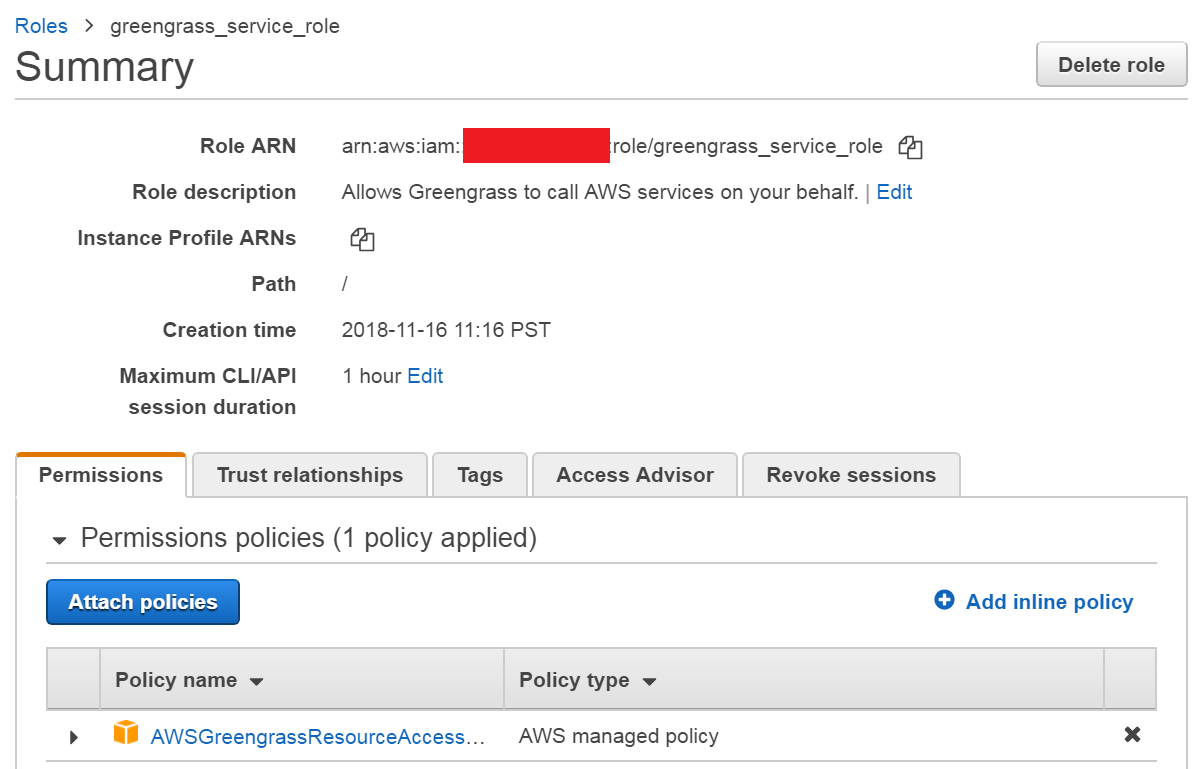 Roles > greengrass_service_role
Summary
Delete role
Role ARN arn:aws:iam: :role/greengrass_service_role
Role description Allows Greengrass to call AWS services on your behalf. | Edit
Instance Profile ARNs
Path /
Creation time 2018-11-16 11:16 PST
Maximum CLI/API 1 hour Edit
session duration
Permissions Trust relationships Tags Access Advisor Revoke sessions
Permissions policies (1 policy applied)
Attach policies Add inline policy
Policy name Policy type
AWSGreengrassResourceAccess... AWS managed policy